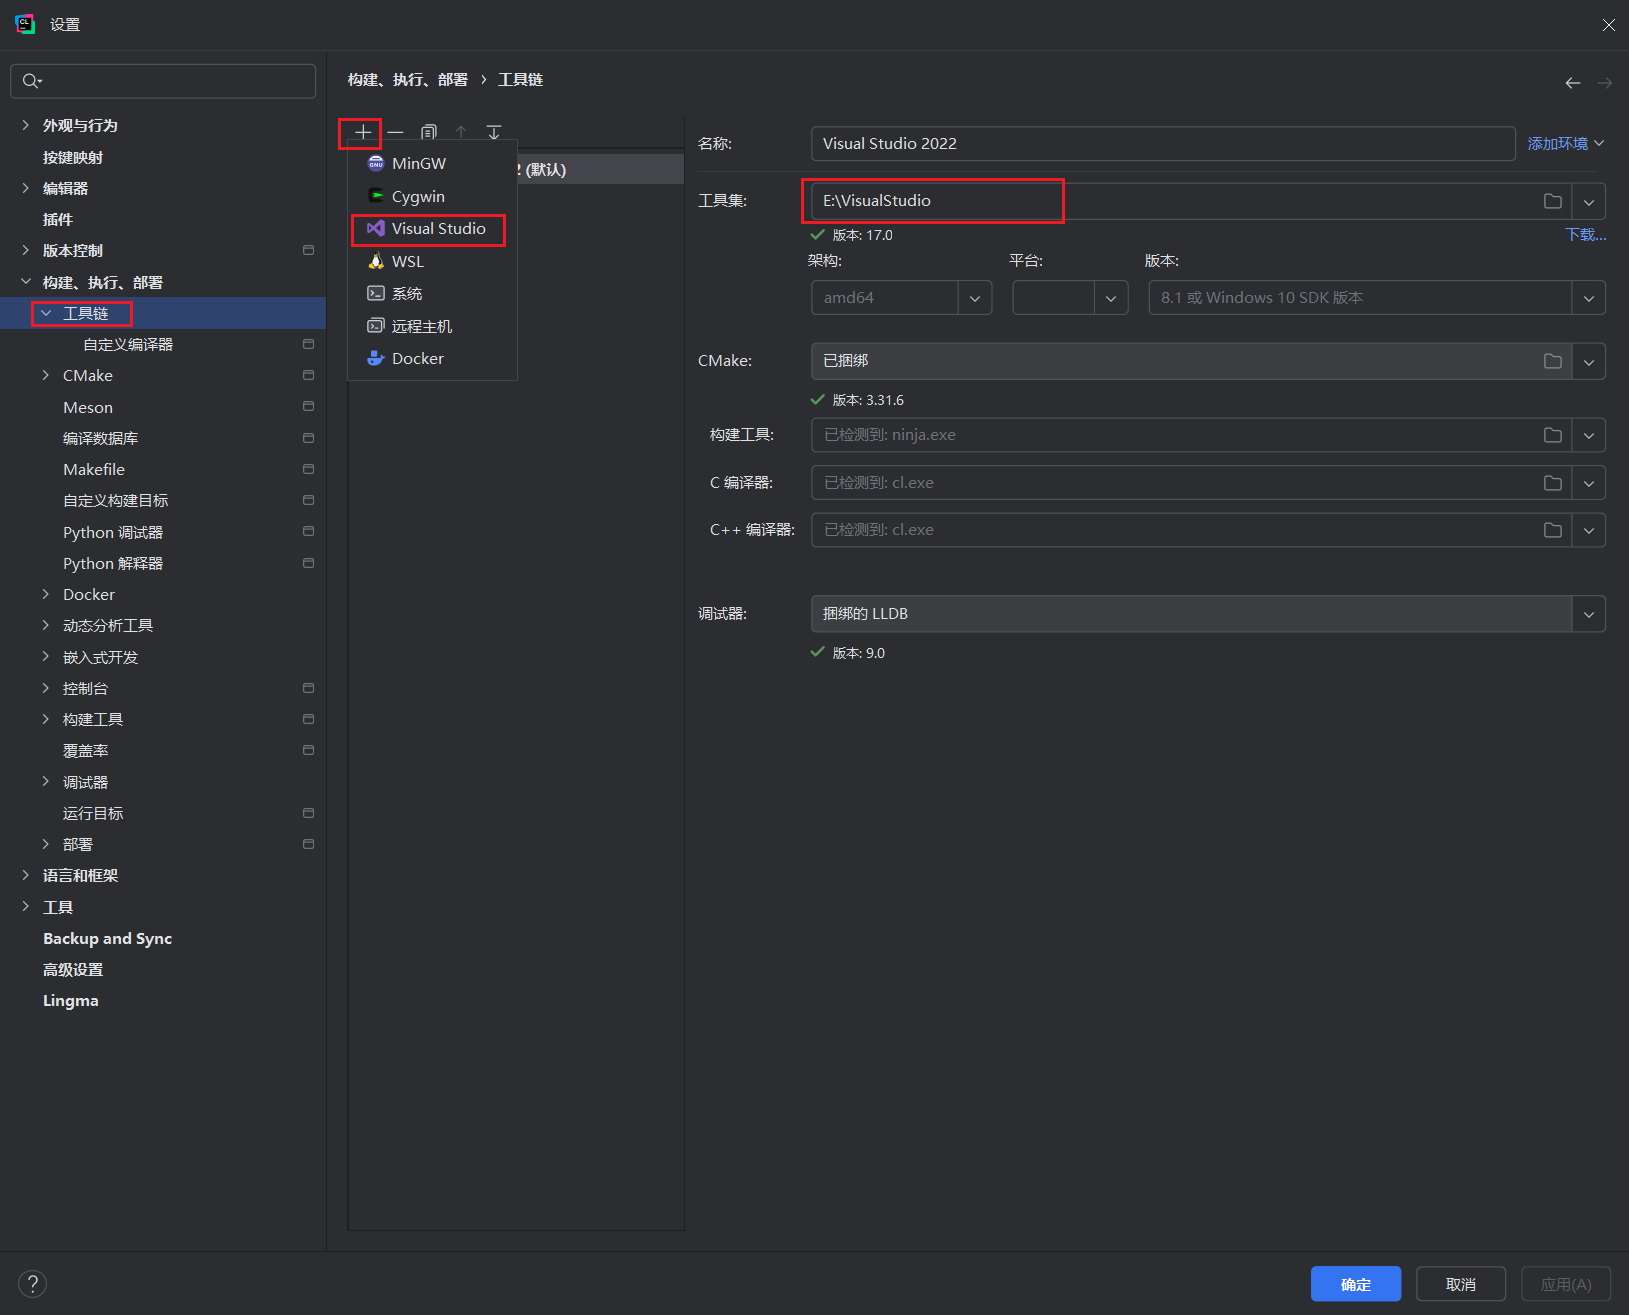 设置
构建、执行、部署 › 工具链
外观与行为
按键映射
编辑器
插件
版本控制
构建、执行、部署
工具链
自定义编译器
CMake
Meson
编译数据库
Makefile
自定义构建目标
Python 调试器
Python 解释器
Docker
动态分析工具
嵌入式开发
控制台
构建工具
覆盖率
调试器
运行目标
部署
语言和框架
工具
Backup and Sync
高级设置
Lingma
2 (默认)
MinGW
Cygwin
Visual Studio
WSL
系统
远程主机
Docker
名称: Visual Studio 2022 添加环境
工具集: E:\VisualStudio
版本: 17.0 下载...
架构: 平台: 版本:
amd64 8.1 或 Windows 10 SDK 版本
CMake: 已捆绑
版本: 3.31.6
构建工具: 已检测到: ninja.exe
C 编译器: 已检测到: cl.exe
C++ 编译器: 已检测到: cl.exe
调试器: 捆绑的 LLDB
版本: 9.0
? 确定 取消 应用(A)